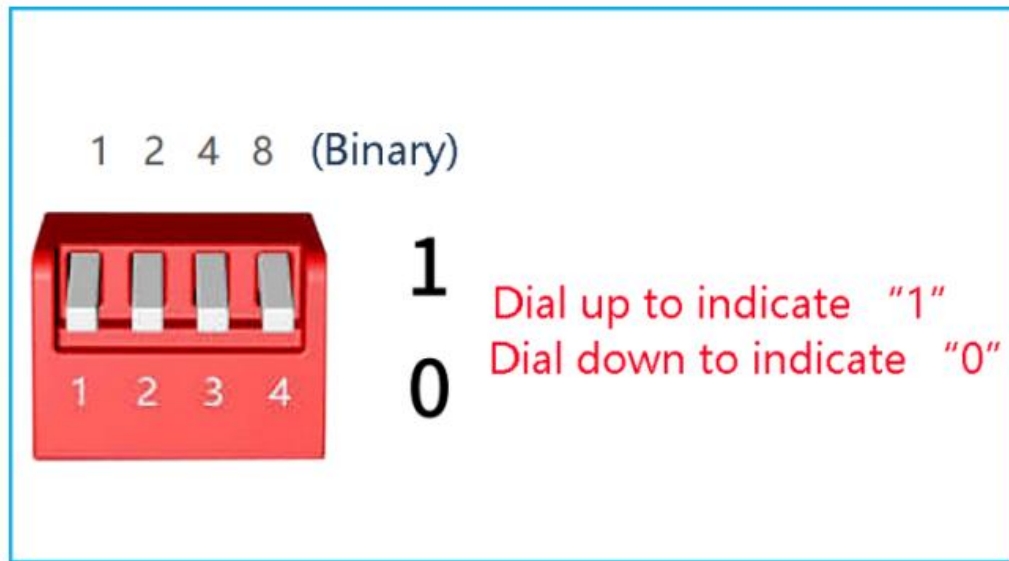 1 2 4 8 (Binary)
1
Dial up to indicate “1”
Dial down to indicate “0”
0
1 2 3 4